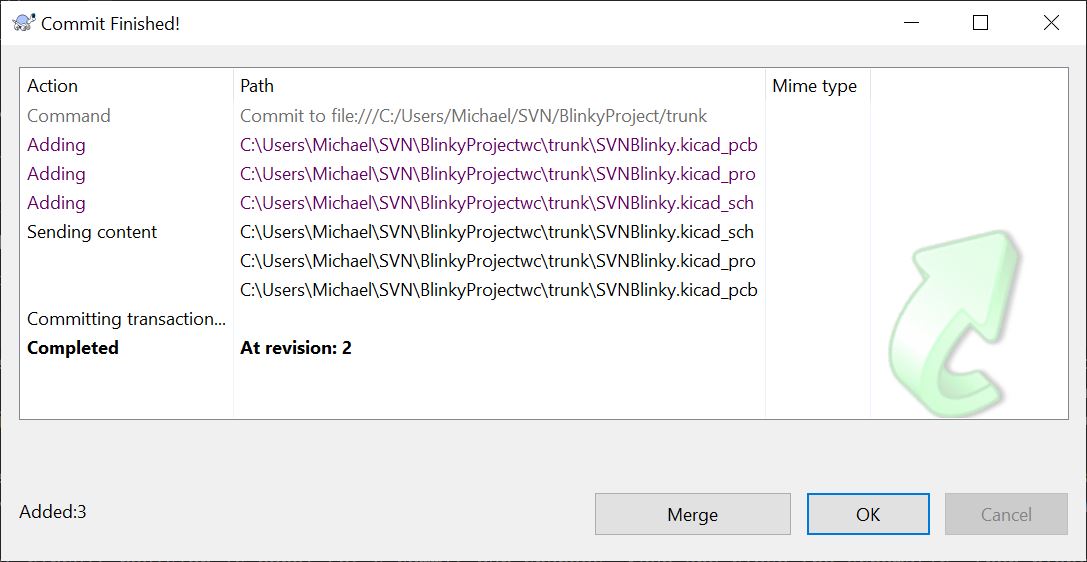 Commit Finished!
Action Path Mime type
Command Commit to file:///C:/Users/Michael/SVN/BlinkyProject/trunk
Adding C:\Users\Michael\SVN\BlinkyProjectwc\trunk\SVNBlinky.kicad_pcb
Adding C:\Users\Michael\SVN\BlinkyProjectwc\trunk\SVNBlinky.kicad_pro
Adding C:\Users\Michael\SVN\BlinkyProjectwc\trunk\SVNBlinky.kicad_sch
Sending content C:\Users\Michael\SVN\BlinkyProjectwc\trunk\SVNBlinky.kicad_sch
C:\Users\Michael\SVN\BlinkyProjectwc\trunk\SVNBlinky.kicad_pro
C:\Users\Michael\SVN\BlinkyProjectwc\trunk\SVNBlinky.kicad_pcb
Committing transaction...
Completed At revision: 2
Added:3 Merge OK Cancel